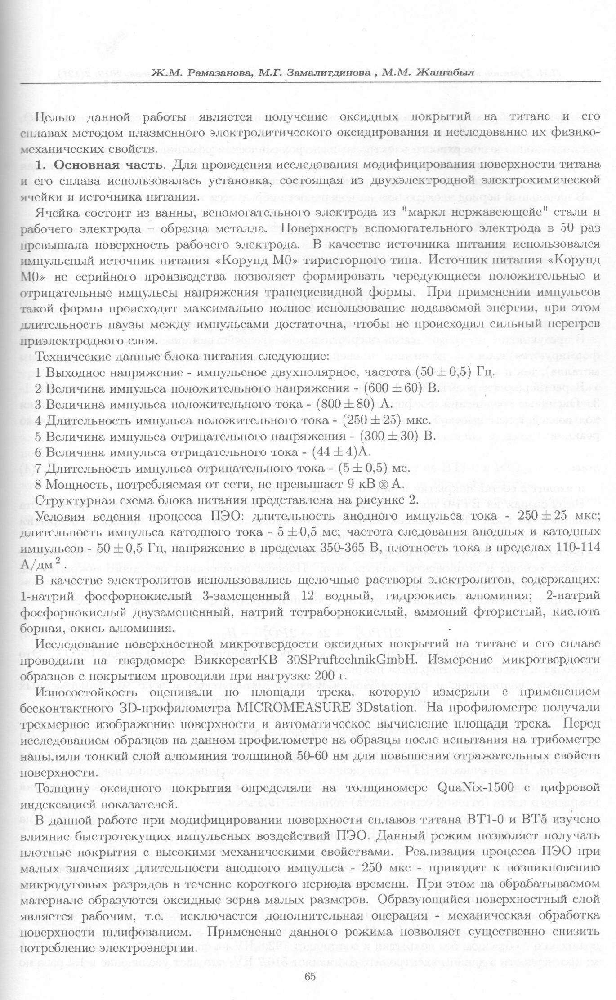 Ж.М. Рамазанова, М.Г. Замалитдинова , М.М. Жангабыл
Целью данной работы является получение оксидных покрытий на титане и его
сплавах методом плазменного электролитического оксидирования и исследование их физико-
механических свойств.
1. Основная часть. Для проведения исследования модифицирования поверхности титана
и его сплава использовалась установка, состоящая из двухэлектродной электрохимической
ячейки и источника питания.
Ячейка состоит из ванны, вспомогательного электрода из "маркл нержавеющейс" стали и
рабочего электрода – образца металла. Поверхность вспомогательного электрода в 50 раз
превышала поверхность рабочего электрода. В качестве источника питания использовался
импульсный источник питания «Корунд М0» тиристорного типа. Источник питания «Корунд
М0» не серийного производства позволяет формировать чередующиеся положительные и
отрицательные импульсы напряжения трапециевидной формы. При применении импульсов
такой формы происходит максимально полное использование подаваемой энергии, при этом
длительность паузы между импульсами достаточна, чтобы не происходил сильный перегрев
приэлектродного слоя.
Технические данные блока питания следующие:
1 Выходное напряжение - импульсное двухполярное, частота (50 ± 0,5) Гц.
2 Величина импульса положительного напряжения - (600 ± 60) В.
3 Величина импульса положительного тока - (800 ± 80) А.
4 Длительность импульса положительного тока - (250 ± 25) мкс.
5 Величина импульса отрицательного напряжения - (300 ± 30) В.
6 Величина импульса отрицательного тока - (44 ± 4)А.
7 Длительность импульса отрицательного тока - (5 ± 0,5) мс.
8 Мощность, потребляемая от сети, не превышает 9 кВ ⊗ А.
Структурная схема блока питания представлена на рисунке 2.
Условия ведения процесса ПЭО: длительность анодного импульса тока - 250 ± 25 мкс;
длительность импульса катодного тока - 5 ± 0,5 мс; частота следования анодных и катодных
импульсов - 50 ± 0,5 Гц, напряжение в пределах 350-365 В, плотность тока в пределах 110-114
А/дм ² .
В качестве электролитов использовались щелочные растворы электролитов, содержащих:
1-натрий фосфорнокислый 3-замещенный 12 водный, гидроокись алюминия; 2-натрий
фосфорнокислый двузамещенный, натрий тетраборнокислый, аммоний фтористый, кислота
борная, окись алюминия.
Исследование поверхностной микротвердости оксидных покрытий на титане и его сплаве
проводили на твердомере ВиккерсатКВ 30SPruftechnikGmbH. Измерение микротвердости
образцов с покрытием проводили при нагрузке 200 г.
Износостойкость оценивали по площади трека, которую измеряли с применением
бесконтактного 3D-профилометра MICROMEASURE 3Dstation. На профилометре получали
трехмерное изображение поверхности и автоматическое вычисление площади трека. Перед
исследованием образцов на данном профилометре на образцы после испытания на трибометре
напыляли тонкий слой алюминия толщиной 50-60 нм для повышения отражательных свойств
поверхности.
Толщину оксидного покрытия определяли на толщиномере QuaNix-1500 с цифровой
индексацией показателей.
В данной работе при модифицировании поверхности сплавов титана ВТ1-0 и ВТ5 изучено
влияние быстротекущих импульсных воздействий ПЭО. Данный режим позволяет получать
плотные покрытия с высокими механическими свойствами. Реализация процесса ПЭО при
малых значениях длительности анодного импульса - 250 мкс - приводит к возникновению
микродуговых разрядов в течение короткого периода времени. При этом на обрабатываемом
материале образуются оксидные зерна малых размеров. Образующийся поверхностный слой
является рабочим, т.е. исключается дополнительная операция - механическая обработка
поверхности шлифованием. Применение данного режима позволяет существенно снизить
потребление электроэнергии.
65